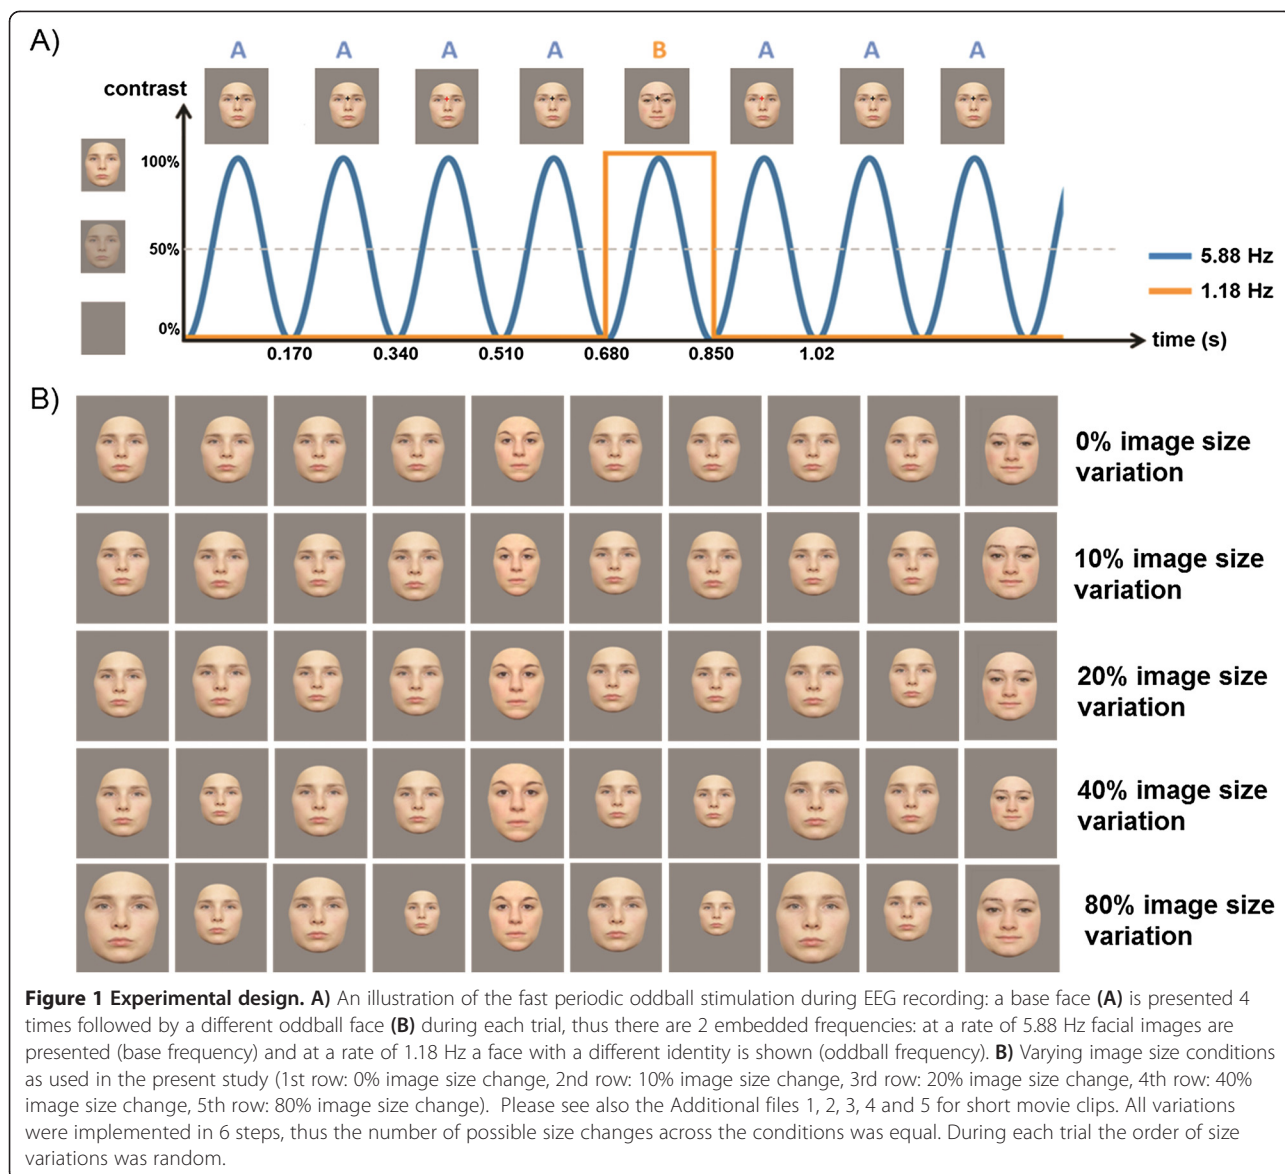 A)
A A A A B A A A
contrast
100%
50%
0%
5.88 Hz
1.18 Hz
0.170 0.340 0.510 0.680 0.850 1.02
time (s)
B)
0% image size
variation
10% image size
variation
20% image size
variation
40% image size
variation
80% image size
variation
Figure 1 Experimental design. A) An illustration of the fast periodic oddball stimulation during EEG recording: a base face (A) is presented 4
times followed by a different oddball face (B) during each trial, thus there are 2 embedded frequencies: at a rate of 5.88 Hz facial images are
presented (base frequency) and at a rate of 1.18 Hz a face with a different identity is shown (oddball frequency). B) Varying image size conditions
as used in the present study (1st row: 0% image size change, 2nd row: 10% image size change, 3rd row: 20% image size change, 4th row: 40%
image size change, 5th row: 80% image size change). Please see also the Additional files 1, 2, 3, 4 and 5 for short movie clips. All variations
were implemented in 6 steps, thus the number of possible size changes across the conditions was equal. During each trial the order of size
variations was random.